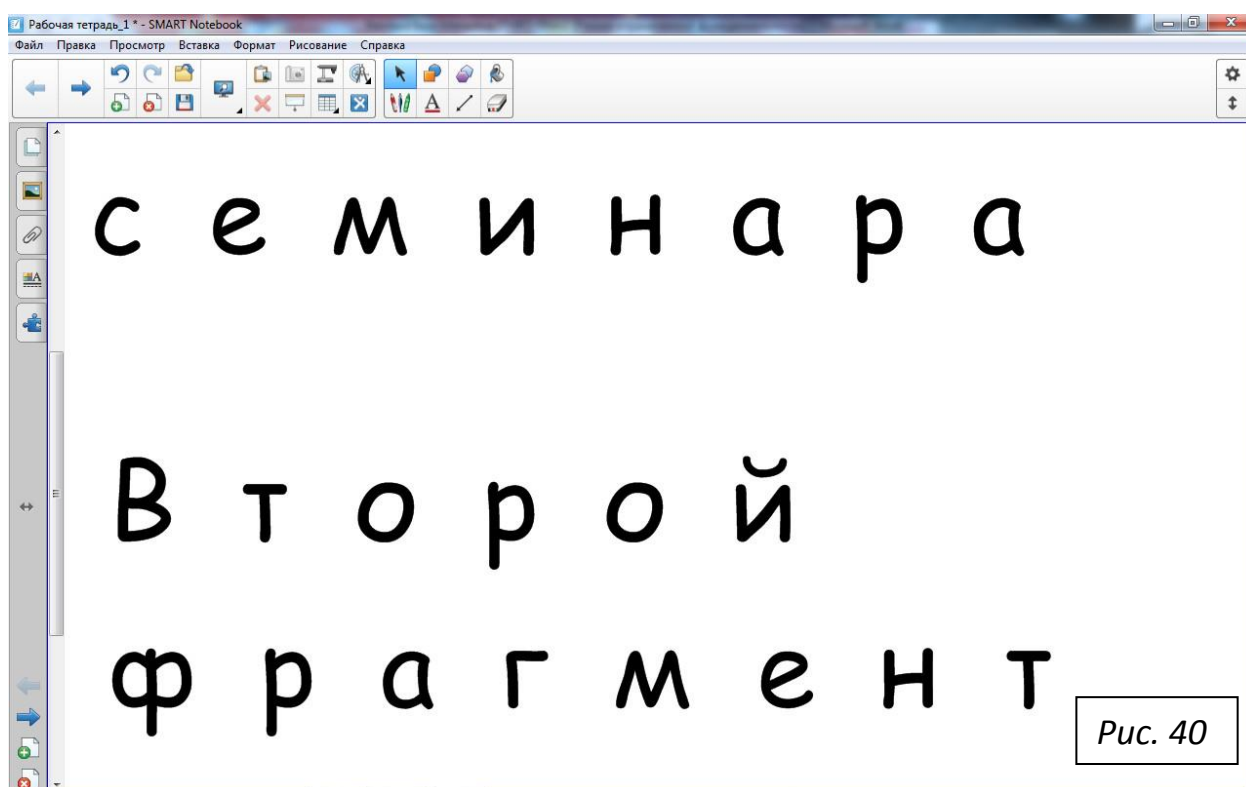 Рабочая тетрадь_1 * - SMART Notebook
Файл Правка Просмотр Вставка Формат Рисование Справка
с е м и н а р а
В т о р о й
ф р а г м е н т
Рис. 40